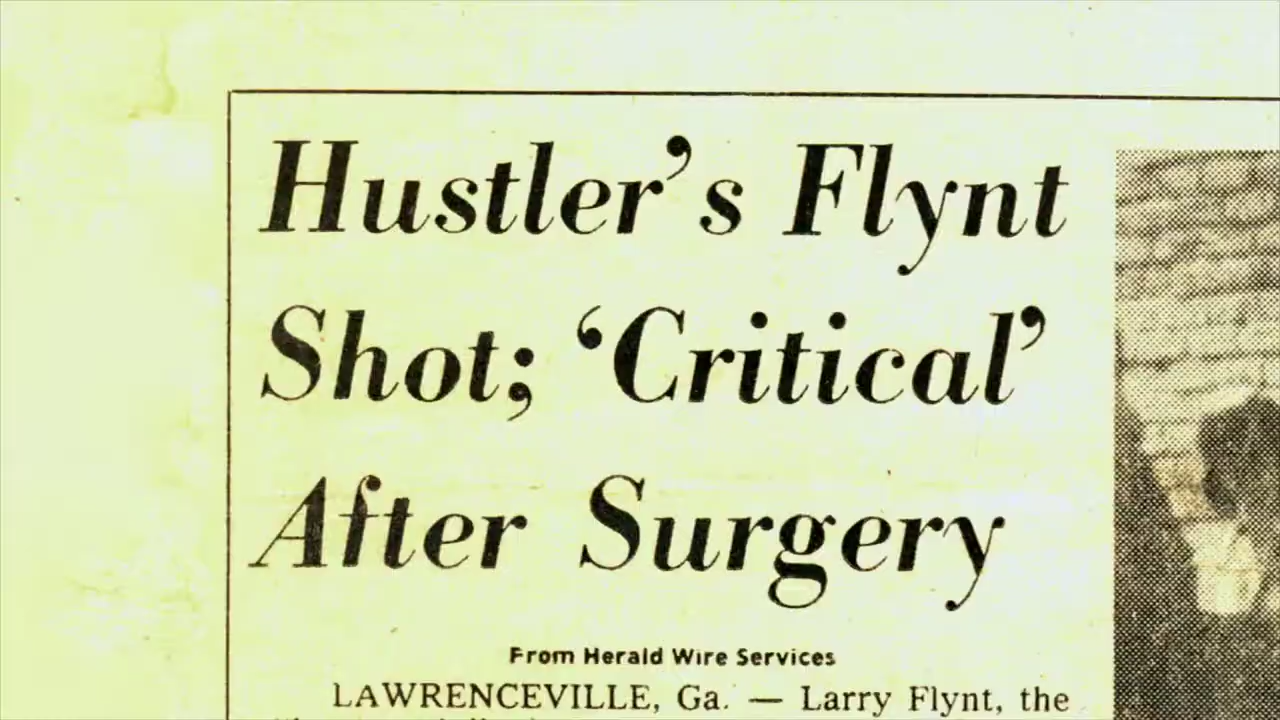 Hustler’s Flynt
Shot; ‘Critical’
After Surgery
From Herald Wire Services
LAWRENCEVILLE, Ga. — Larry Flynt, the